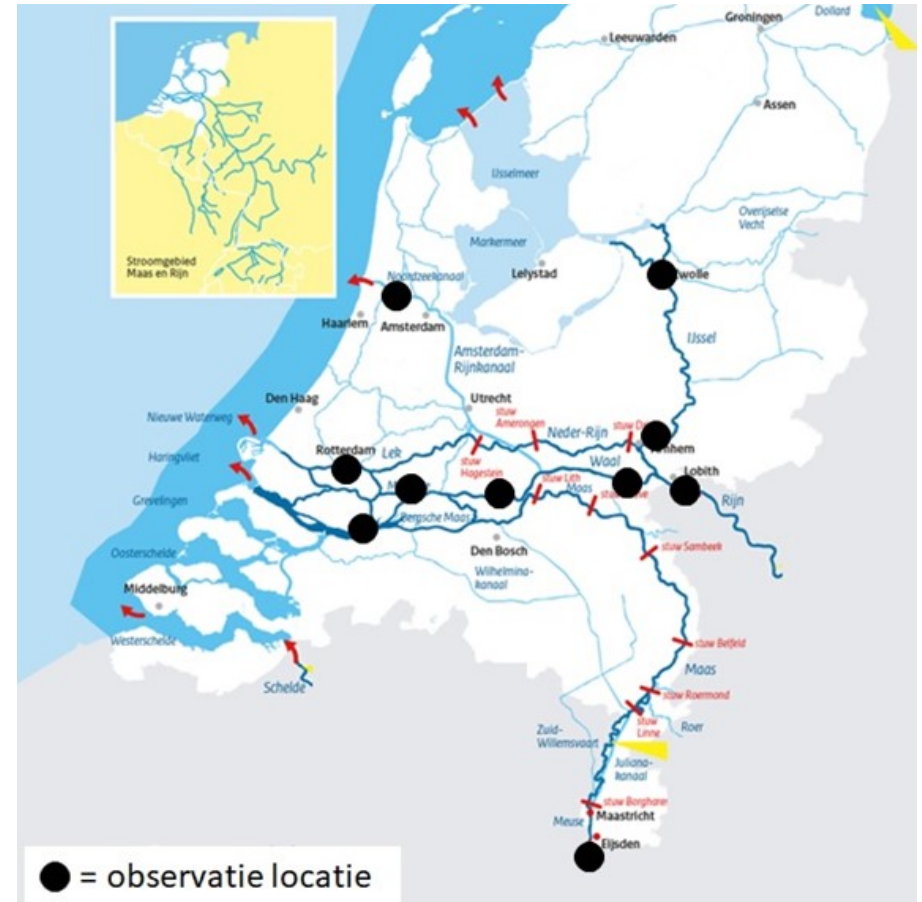 Dollard
Groningen
Leeuwarden
Assen
IJsselmeer
Overijselse
Vecht
Markermeer
Lelystad
Stroomgebied
Maas en Rijn
Noordzeekanaal
Haarlem
Amsterdam
IJssel
Amsterdam-
Rijnkanaal
Den Haag
Utrecht
Nieuwe Waterweg
stuw
Amerongen
Neder-Rijn
Rotterdam
Lek
stuw
Hagestein
Waal
Lobith
Haringvliet
stuw Lith
Maas
Rijn
Grevelingen
Bergsche Maas
Den Bosch
stuw Sambeek
Oosterschelde
Wilhelmina-
kanaal
Middelburg
Westerschelde
stuw Belfeld
Maas
Schelde
stuw Roermond
Roer
stuw
Linne
Zuid-
Willemsvaart
Juliana-
kanaal
stuw Borgharen
Maastricht
Meuse
Eijsden
= observatie locatie